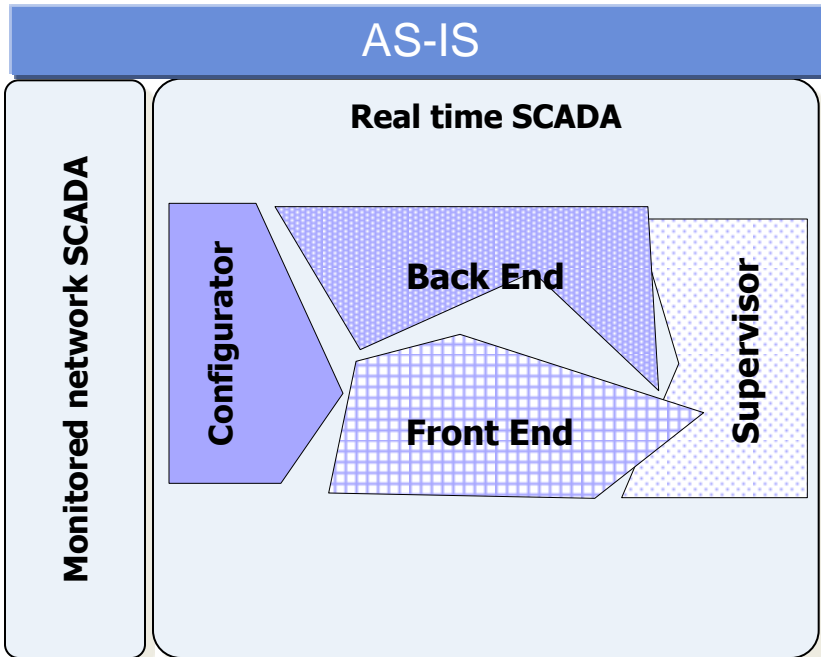 AS-IS
Monitored network SCADA
Real time SCADA
Configurator
Back End
Front End
Supervisor